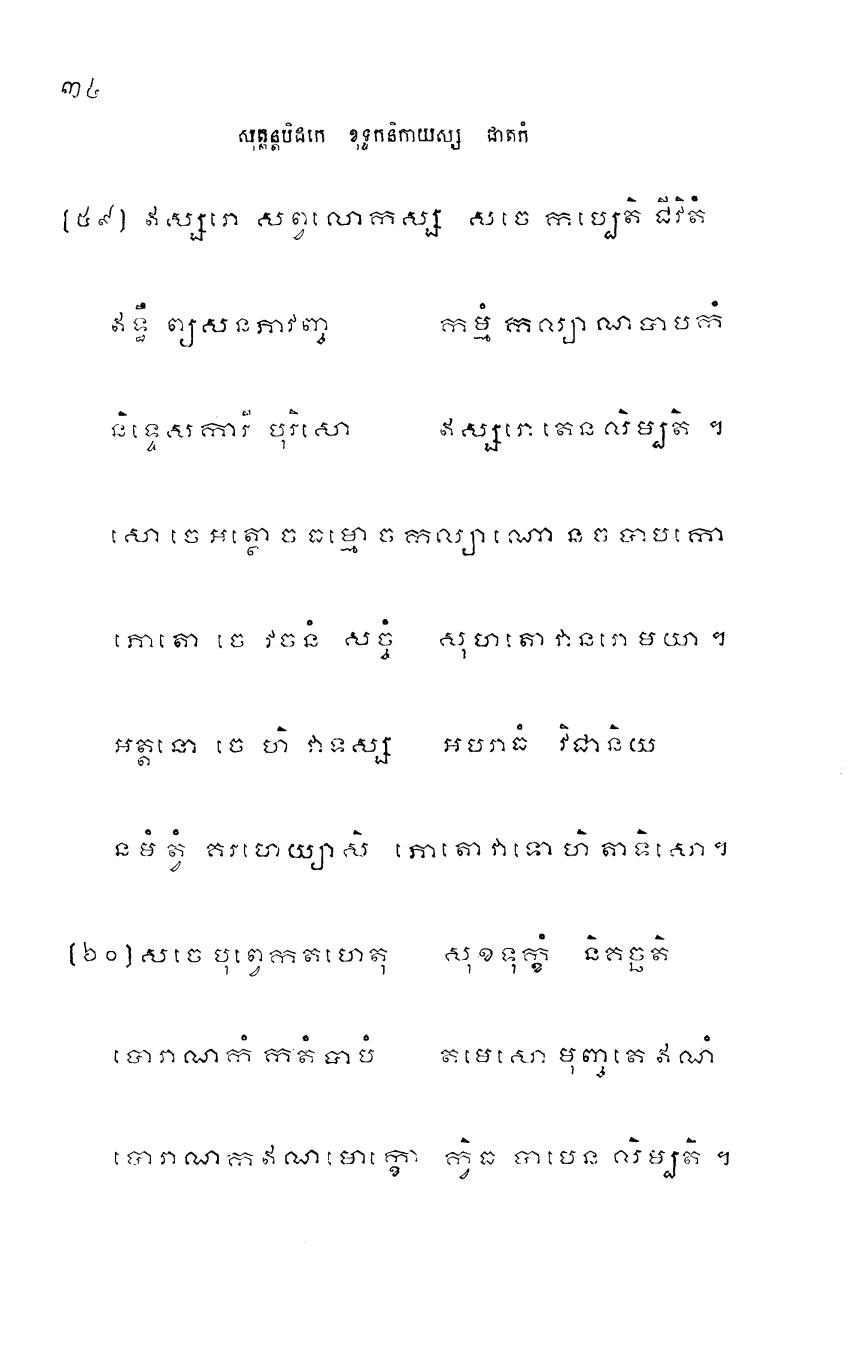 ៣៤
សុត្តន្តបិដកេ ខុទ្ទកនិកាយស្ស ជាតកំ
(៥៩) ឥស្សរោ សព្វលោកស្ស សចេ កប្បេតិ ជីវិតំ
ឥទ្ធឹ ព្យសនភាវញ្ច កម្មំ កល្យាណបាបកំ
និទ្ទេសការី បុរិសោ ឥស្សរោ តេន លិម្បតិ ។
សោ ចេ អត្ថោ ច ធម្មោ ច កល្យាណោ ន ច បាបកោ
ភោតោ ចេ វចនំ សច្ចំ សុហតោ វានរោ មយា ។
អត្តនោ ចេ ហិ វាទស្ស អបរាធំ វិជានិយ
ន មំ ត្វំ គរហេយ្យាសិ ភោតោ វាទោ ហិ តាទិសោ។
(៦០) សចេ បុព្វេកតហេតុ សុខទុក្ខំ និគច្ឆតិ
បោរាណកំ កតំ បាបំ តមេសោ មុញ្ចតេ ឥណំ
បោរាណកឥណមោក្ខោ ក្វិធ បាបេន លិម្បតិ ។